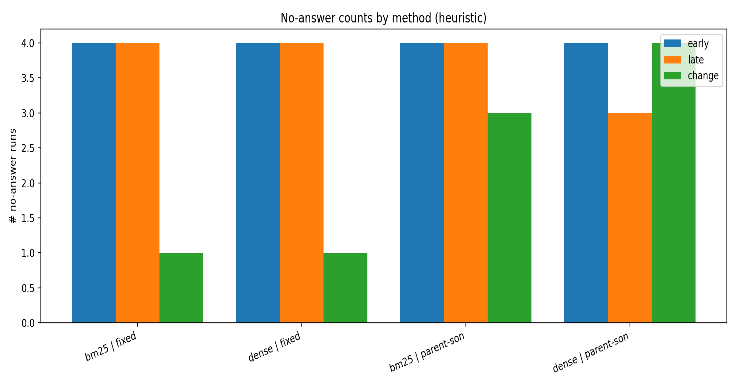 No-answer counts by method (heuristic)
early
late
change
# no-answer runs
4.0
3.5
3.0
2.5
2.0
1.5
1.0
0.5
0.0
bm25 | fixed
dense | fixed
bm25 | parent-son
dense | parent-son